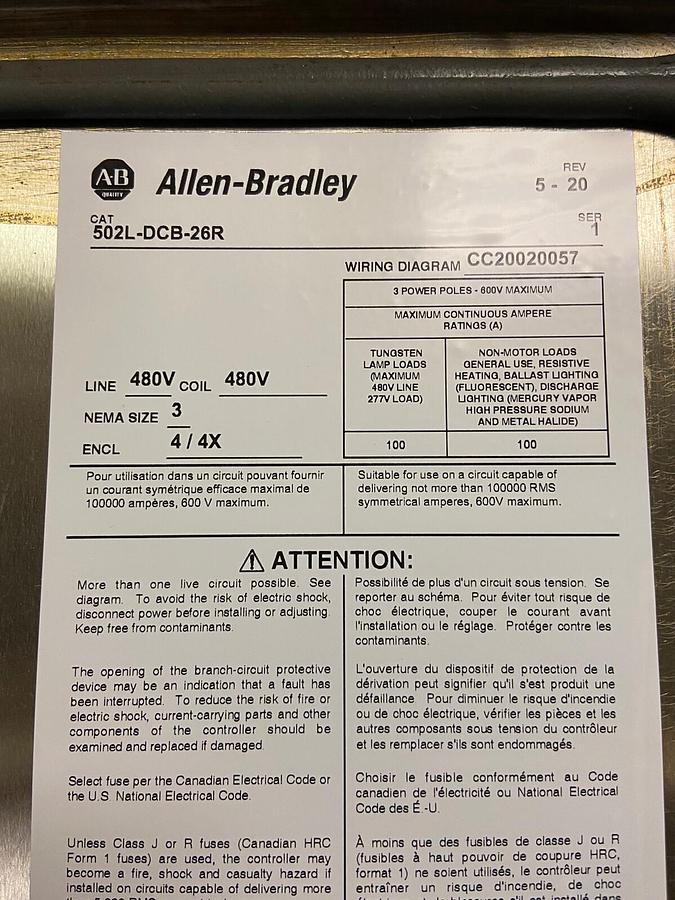 AB
QUALITY
Allen-Bradley
REV
5 - 20
CAT
502L-DCB-26R
SER
1
WIRING DIAGRAM CC20020057
3 POWER POLES - 600V MAXIMUM
MAXIMUM CONTINUOUS AMPERE
RATINGS (A)
TUNGSTEN
LAMP LOADS
(MAXIMUM
480V LINE
277V LOAD)
NON-MOTOR LOADS
GENERAL USE, RESISTIVE
HEATING, BALLAST LIGHTING
(FLUORESCENT), DISCHARGE
LIGHTING (MERCURY VAPOR
HIGH PRESSURE SODIUM
AND METAL HALIDE)
100
100
LINE 480V COIL 480V
NEMA SIZE 3
ENCL 4 / 4X
Pour utilisation dans un circuit pouvant fournir
un courant symétrique efficace maximal de
100000 ampères, 600 V maximum.
Suitable for use on a circuit capable of
delivering not more than 100000 RMS
symmetrical amperes, 600V maximum.
ATTENTION:
More than one live circuit possible. See
diagram. To avoid the risk of electric shock,
disconnect power before installing or adjusting.
Keep free from contaminants.
The opening of the branch-circuit protective
device may be an indication that a fault has
been interrupted. To reduce the risk of fire or
electric shock, current-carrying parts and other
components of the controller should be
examined and replaced if damaged.
Select fuse per the Canadian Electrical Code or
the U.S. National Electrical Code.
Unless Class J or R fuses (Canadian HRC
Form 1 fuses) are used, the controller may
become a fire, shock and casualty hazard if
installed on circuits capable of delivering more
Possibilité de plus d'un circuit sous tension. Se
reporter au schéma. Pour éviter tout risque de
choc électrique, couper le courant avant
l'installation ou le réglage. Protéger contre les
contaminants.
L'ouverture du dispositif de protection de la
dérivation peut signifier qu'il s'est produit une
défaillance. Pour diminuer le risque d'incendie
ou de choc électrique, vérifier les pièces et les
autres composants sous tension du contrôleur
et les remplacer s'ils sont endommagés.
Choisir le fusible conformément au Code
canadien de l'électricité ou National Electrical
Code des É.-U.
À moins que des fusibles de classe J ou R
(fusibles à haut pouvoir de coupure HRC,
format 1) ne soient utilisés, le contrôleur peut
entraîner un risque d'incendie, de choc